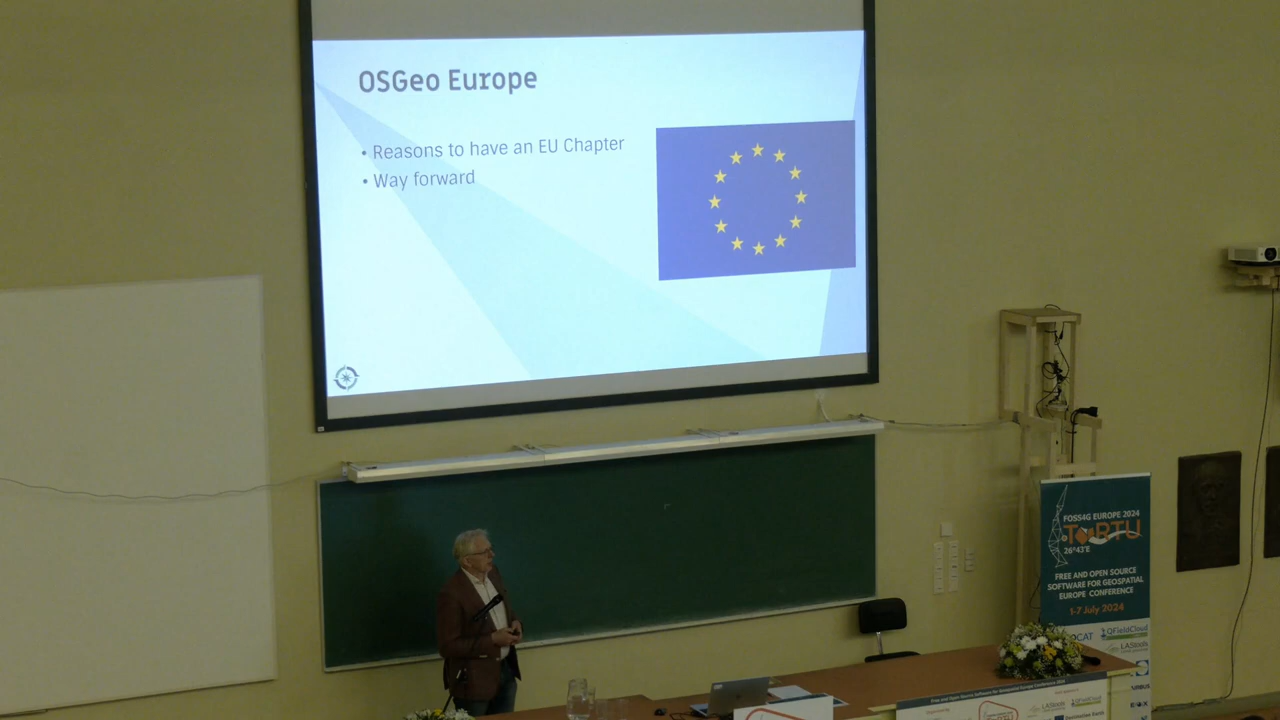 OSGeo Europe
• Reasons to have an EU Chapter
• Way forward
FOSS4G EUROPE 2024
TARTU
26°43'E
FREE AND OPEN SOURCE
SOFTWARE FOR GEOSPATIAL
EUROPE CONFERENCE
1-7 July 2024
QFieldCloud
LAStools